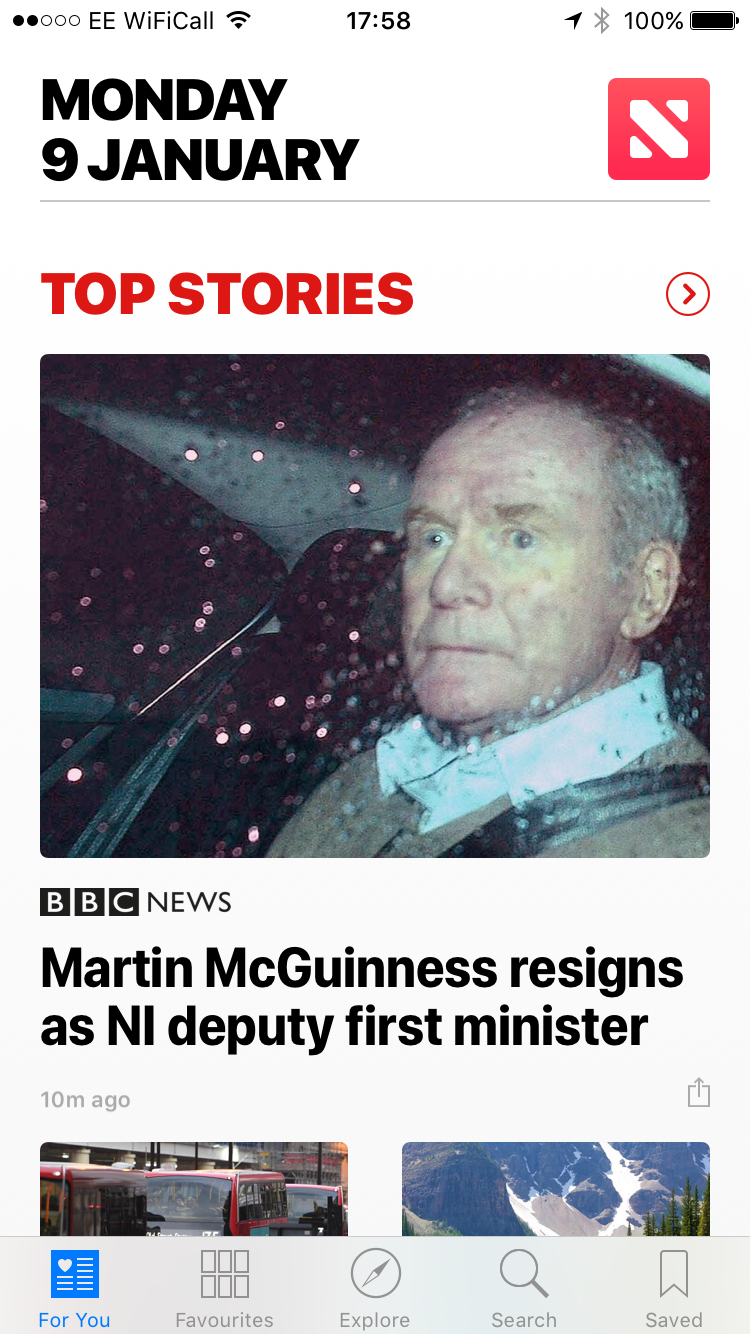 EE WiFiCall 17:58 100%
MONDAY
9 JANUARY
TOP STORIES
BBC NEWS
Martin McGuinness resigns
as NI deputy first minister
10m ago
For You Favourites Explore Search Saved